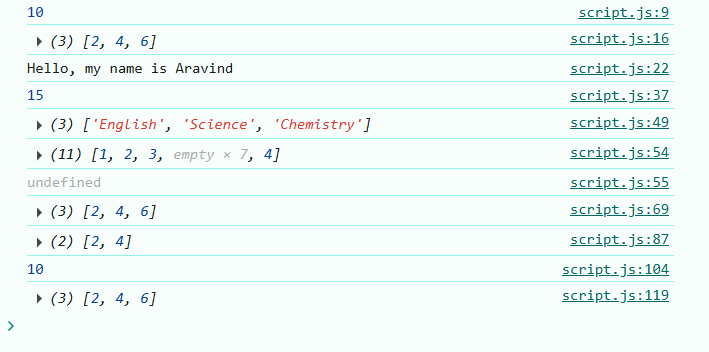 10 script.js:9
(3) [2, 4, 6] script.js:16
Hello, my name is Aravind script.js:22
15 script.js:37
(3) ['English', 'Science', 'Chemistry'] script.js:49
(11) [1, 2, 3, empty × 7, 4] script.js:54
undefined script.js:55
(3) [2, 4, 6] script.js:69
(2) [2, 4] script.js:87
10 script.js:104
(3) [2, 4, 6] script.js:119